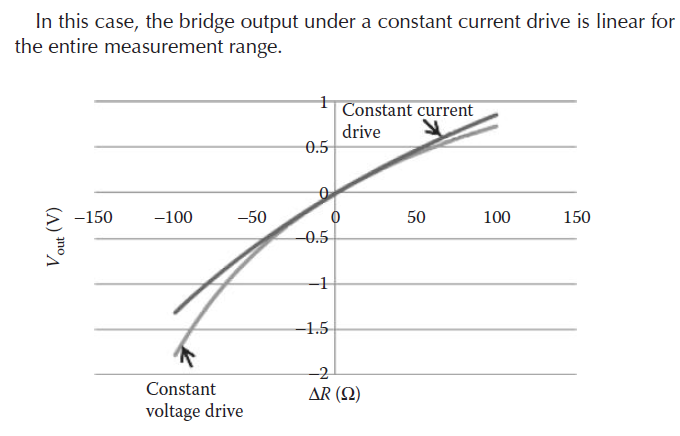 In this case, the bridge output under a constant current drive is linear for
the entire measurement range.
1
Constant current
drive
0.5
0
−150
−100
−50
0
50
100
150
V_out (V)
−0.5
−1
−1.5
−2
Constant
voltage drive
ΔR (Ω)